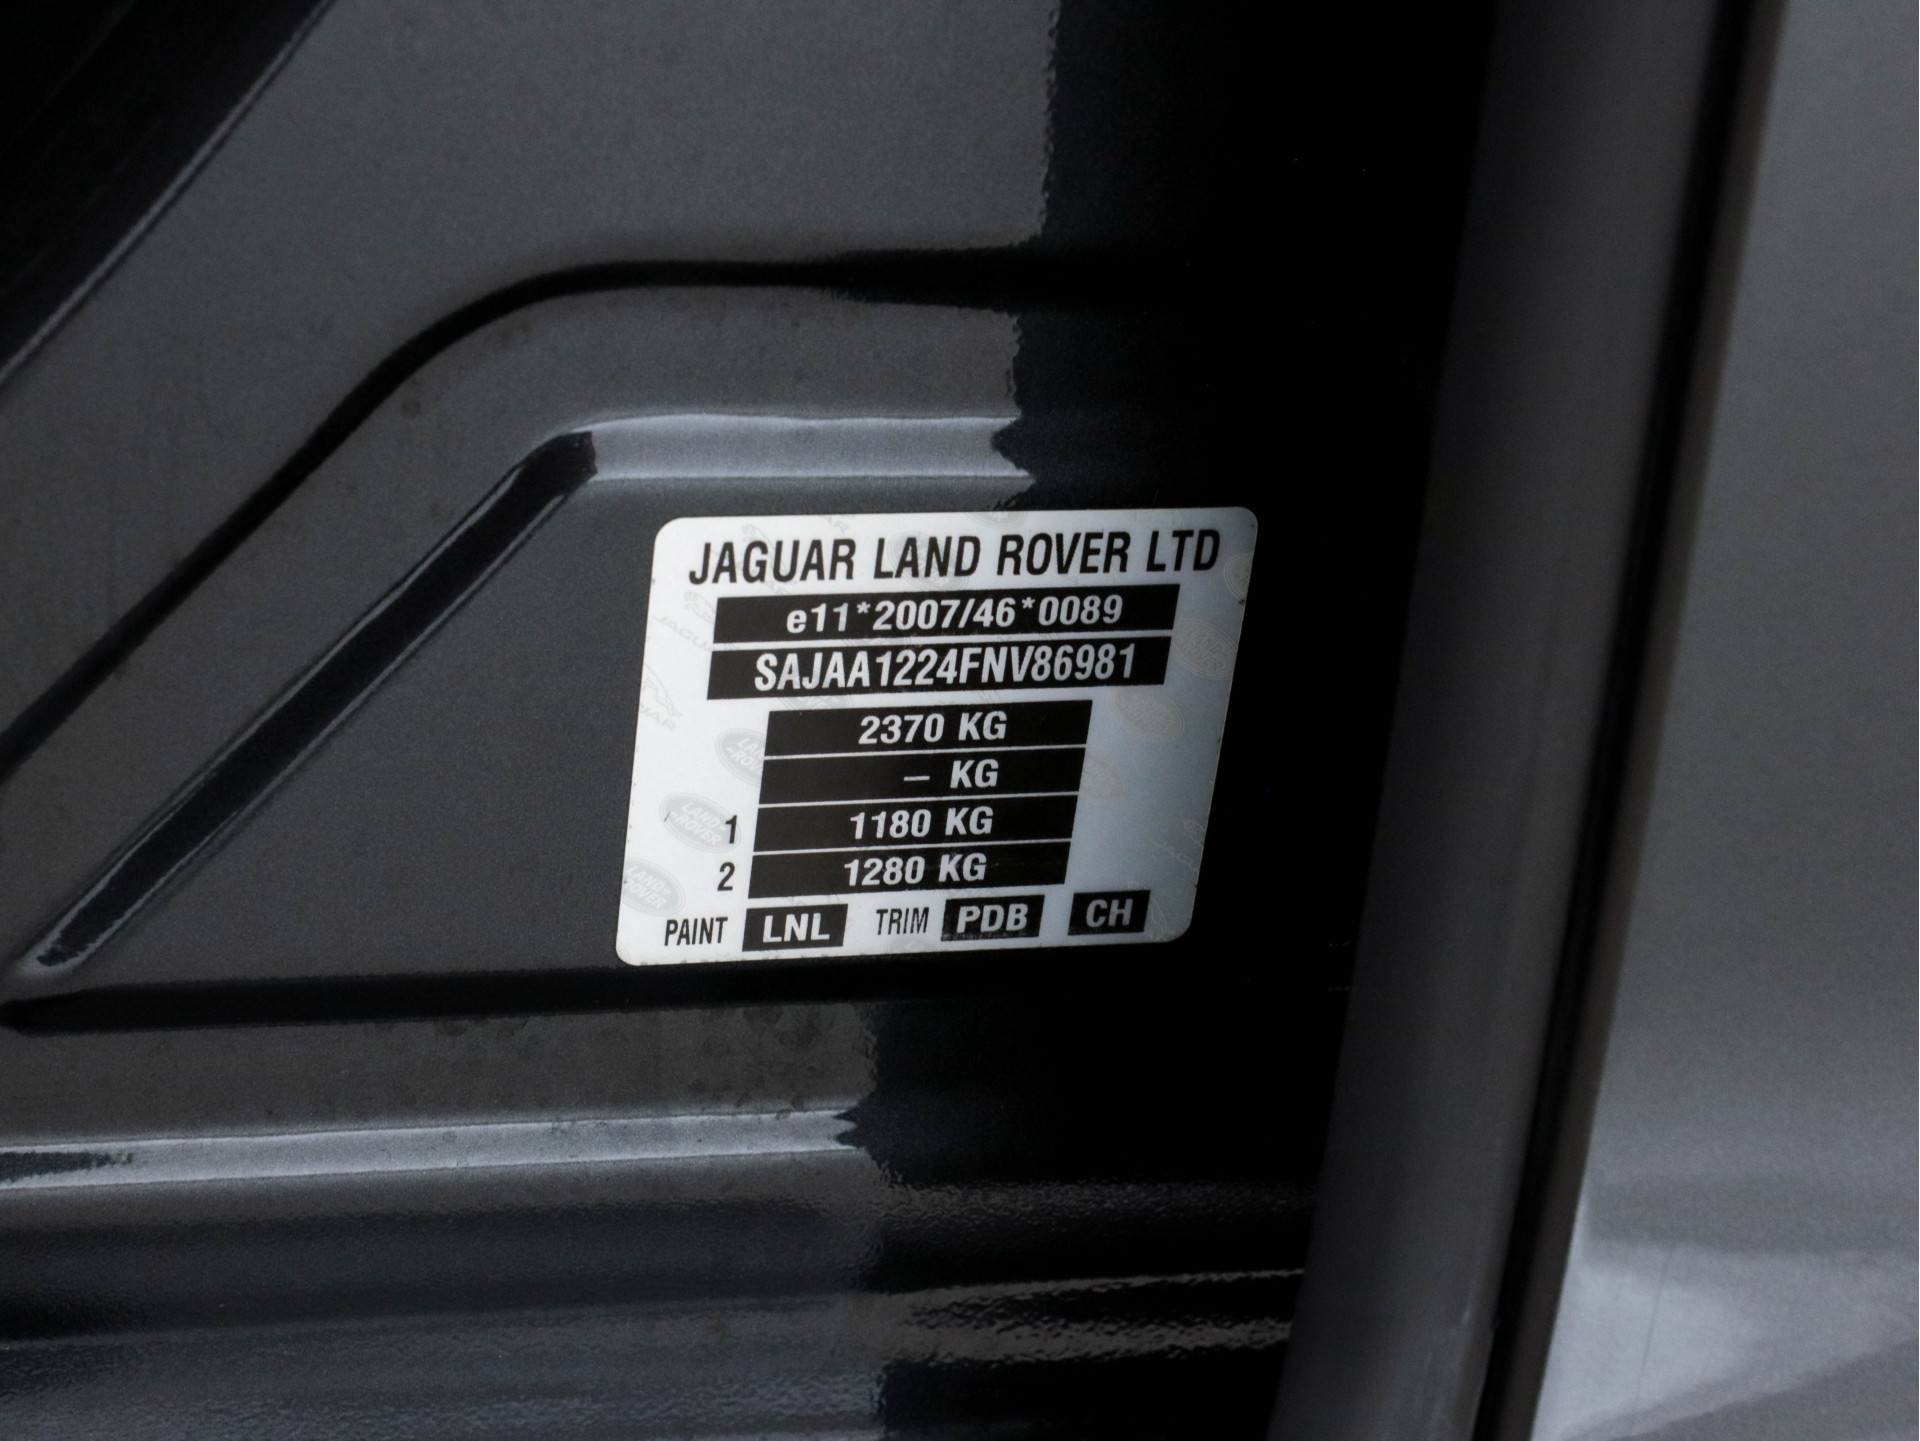 JAGUAR LAND ROVER LTD
e11*2007/46*0089
SAJAA1224FNV86981
2370 KG
– KG
1 1180 KG
2 1280 KG
PAINT LNL TRIM PDB CH